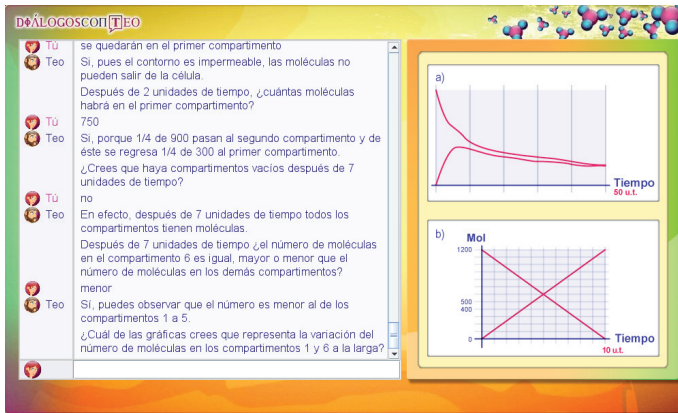 DIÁLOGOSCON TEO
Tú se quedarán en el primer compartimento
Teo Si, pues el contorno es impermeable, las moléculas no
pueden salir de la célula.
Después de 2 unidades de tiempo, ¿cuántas moléculas
habrá en el primer compartimento?
Tú 750
Teo Si, porque 1/4 de 900 pasan al segundo compartimento y de
éste se regresa 1/4 de 300 al primer compartimento.
¿Crees que haya compartimentos vacíos después de 7
unidades de tiempo?
Tú no
Teo En efecto, después de 7 unidades de tiempo todos los
compartimentos tienen moléculas.
Después de 7 unidades de tiempo ¿el número de moléculas
en el compartimento 6 es igual, mayor o menor que el
número de moléculas en los demás compartimentos?
menor
Teo Sí, puedes observar que el número es menor al de los
compartimentos 1 a 5.
¿Cuál de las gráficas crees que representa la variación del
número de moléculas en los compartimentos 1 y 6 a la larga?
a)
Tiempo
50 u.t.
b)
Mol
1200
500
400
0
Tiempo
10 u.t.